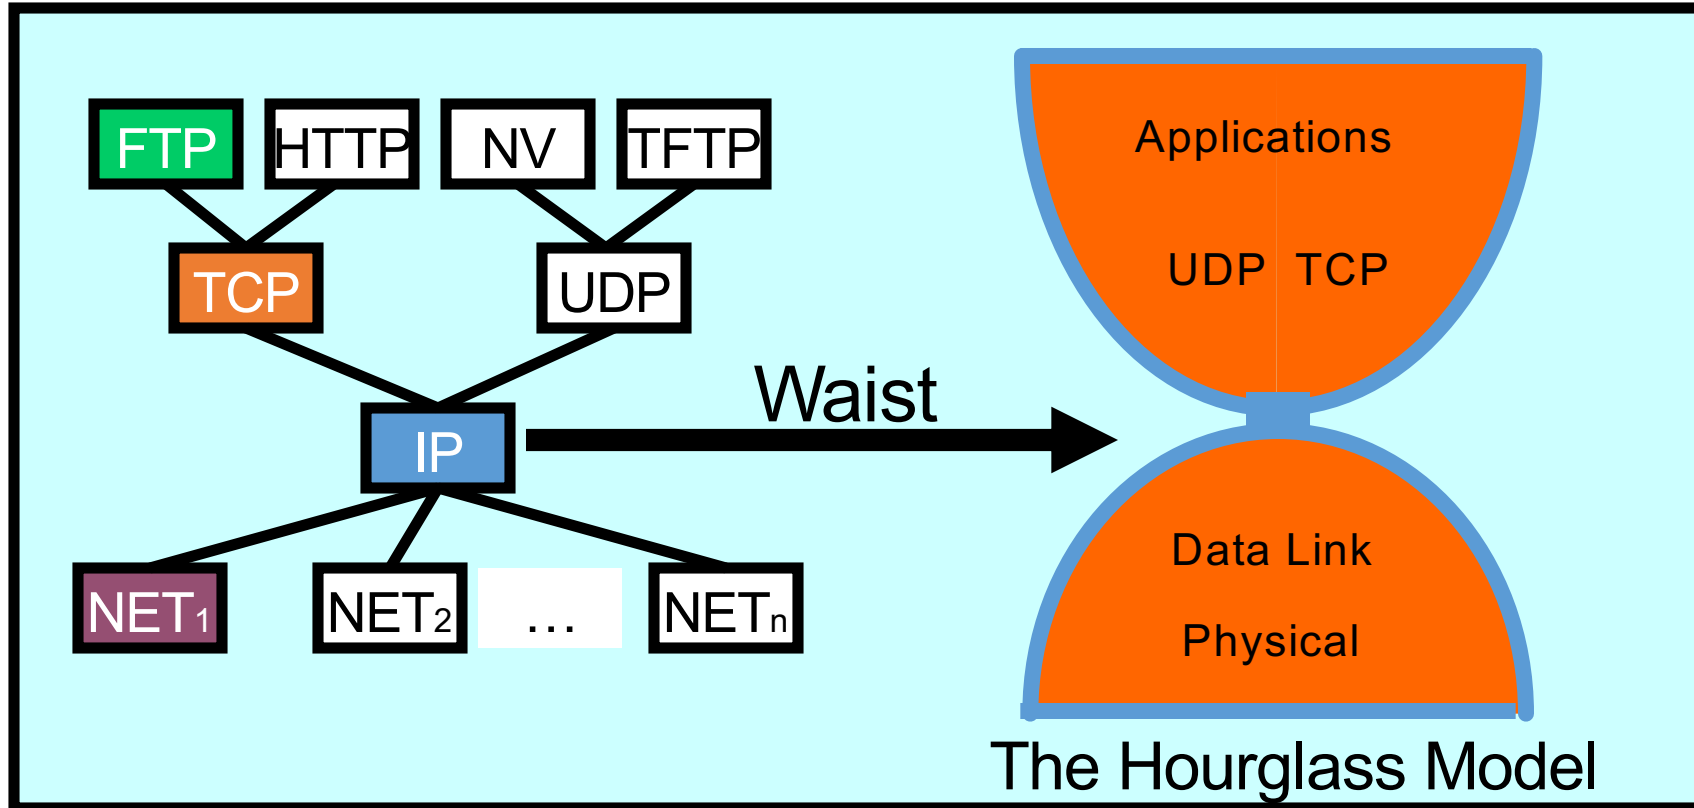 FTP HTTP NV TFTP
TCP UDP
IP
NET1 NET2 ... NETn
Waist
Applications
UDP TCP
Data Link
Physical
The Hourglass Model